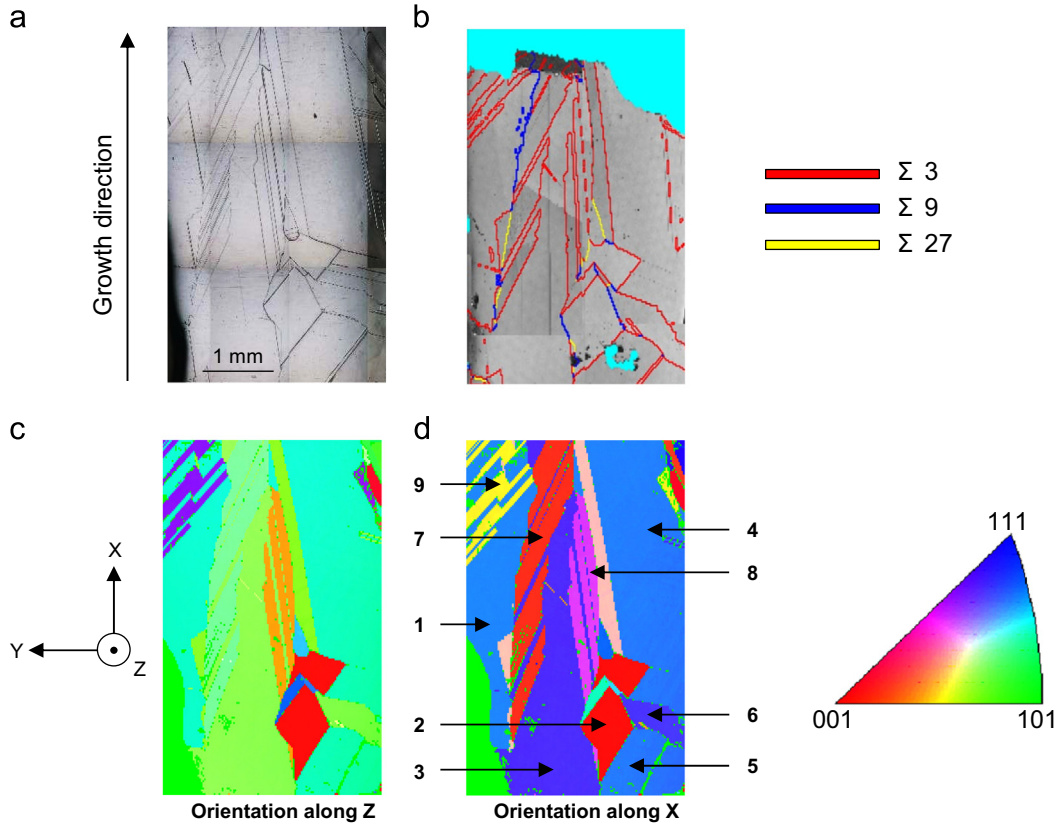 a
b
Growth direction
1 mm
Σ 3
Σ 9
Σ 27
c
d
X
Y
Z
9
7
1
2
3
4
8
6
5
111
001
101
Orientation along Z
Orientation along X